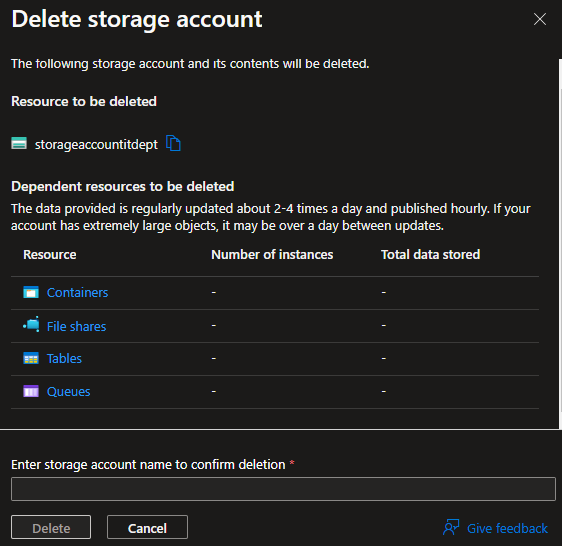 Delete storage account
The following storage account and its contents will be deleted.
Resource to be deleted
storageaccountitdept
Dependent resources to be deleted
The data provided is regularly updated about 2-4 times a day and published hourly. If your
account has extremely large objects, it may be over a day between updates.
Resource Number of instances Total data stored
Containers - -
File shares - -
Tables - -
Queues - -
Enter storage account name to confirm deletion *
Delete Cancel Give feedback